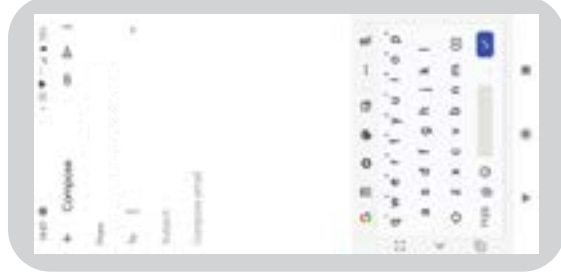 Compose
From
To
Subject
Compose email
q w e r t y u i o p
a s d f g h j k l
z x c v b n m
?123 @